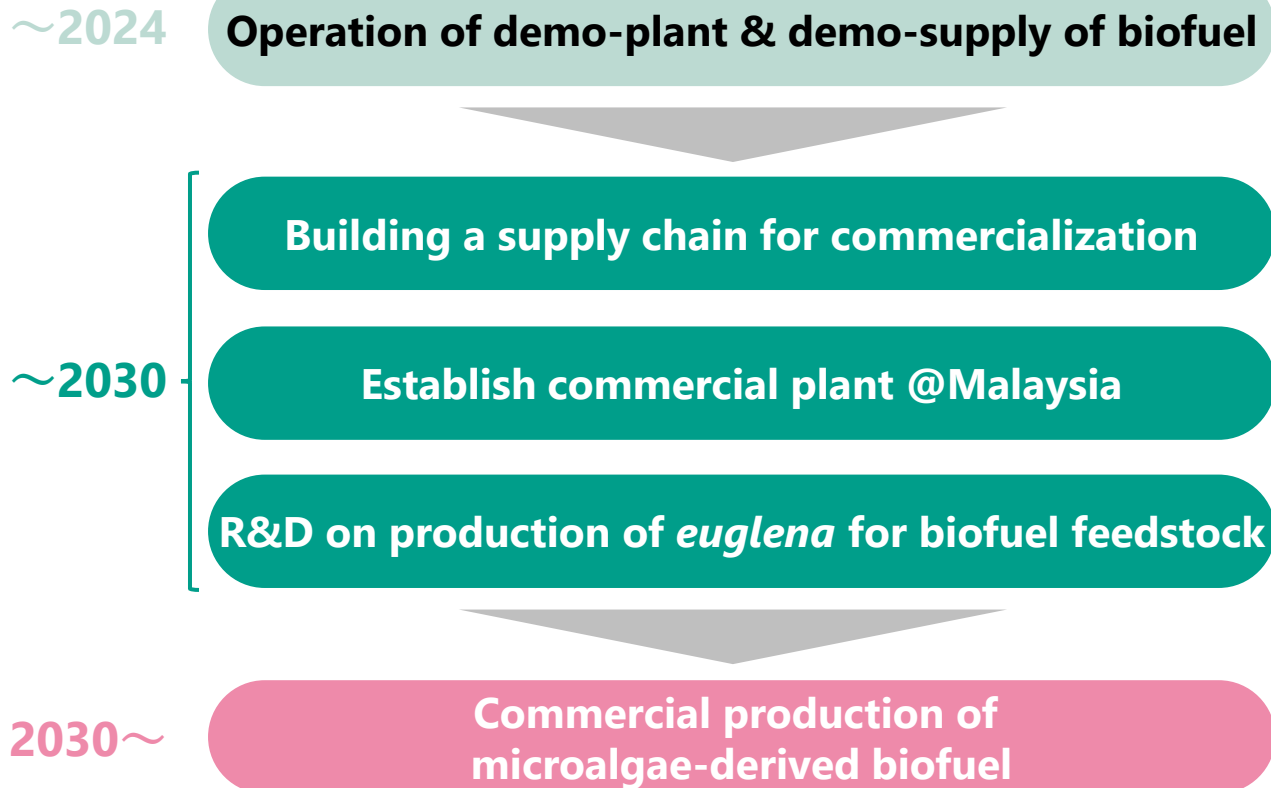 ～2024
Operation of demo-plant & demo-supply of biofuel
Building a supply chain for commercialization
～2030
Establish commercial plant @Malaysia
R&D on production of euglena for biofuel feedstock
2030～
Commercial production of
microalgae-derived biofuel